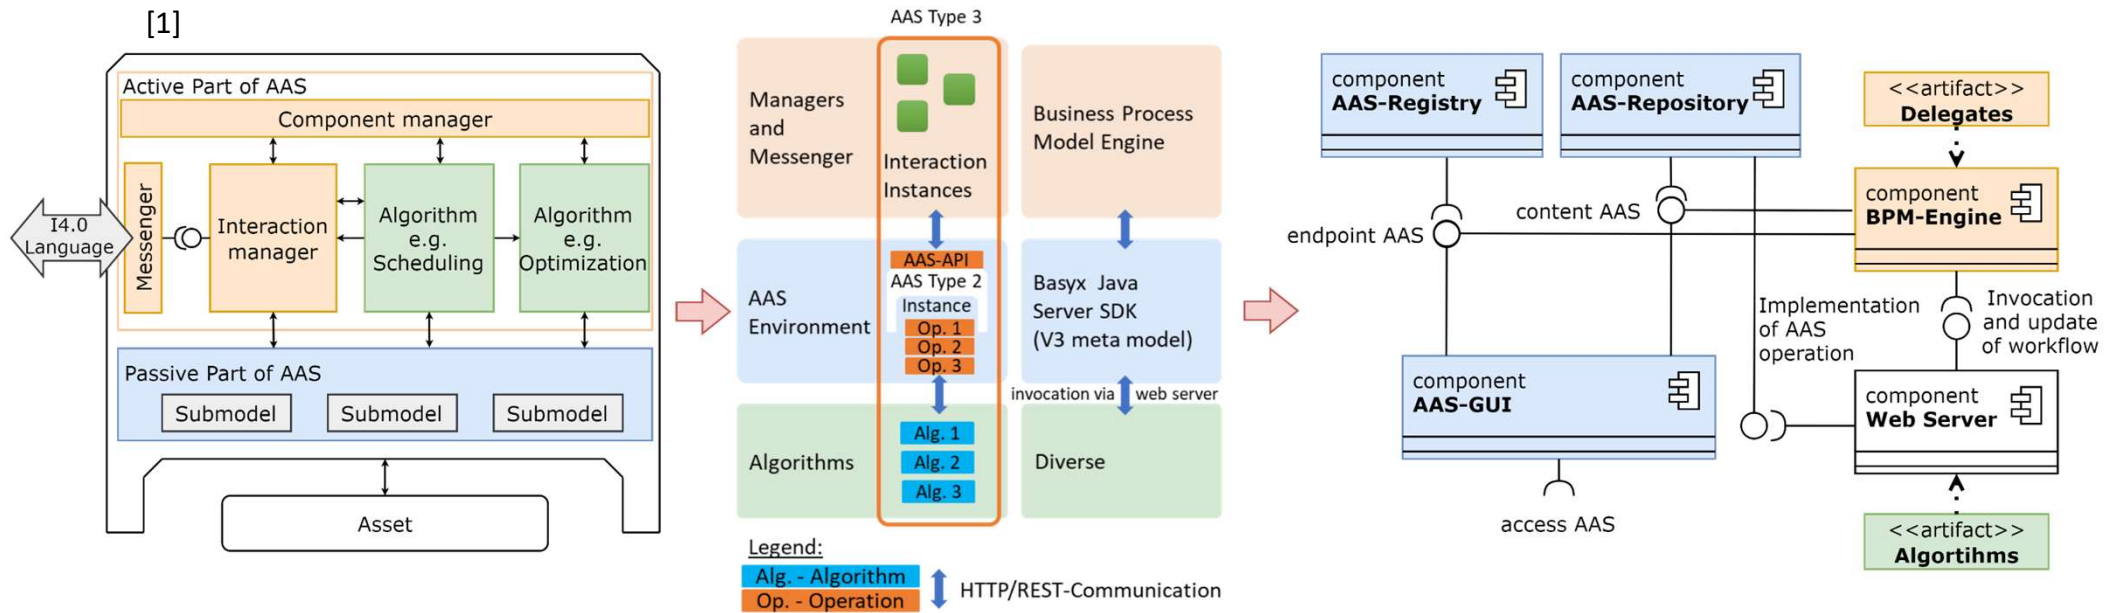 [1]
Active Part of AAS
Component manager
I4.0
Language
Messenger
Interaction
manager
Algorithm
e.g.
Scheduling
Algorithm
e.g.
Optimization
Passive Part of AAS
Submodel
Submodel
Submodel
Asset
AAS Type 3
Managers
and
Messenger
Interaction
Instances
Business Process
Model Engine
AAS
Environment
AAS-API
AAS Type 2
Instance
Op. 1
Op. 2
Op. 3
Basyx Java
Server SDK
(V3 meta model)
invocation via web server
Algorithms
Alg. 1
Alg. 2
Alg. 3
Diverse
Legend:
Alg. - Algorithm
Op. - Operation
HTTP/REST-Communication
component
AAS-Registry
component
AAS-Repository
<<artifact>>
Delegates
component
BPM-Engine
content AAS
endpoint AAS
Implementation
of AAS
operation
Invocation
and update
of workflow
component
AAS-GUI
component
Web Server
access AAS
<<artifact>>
Algortihms